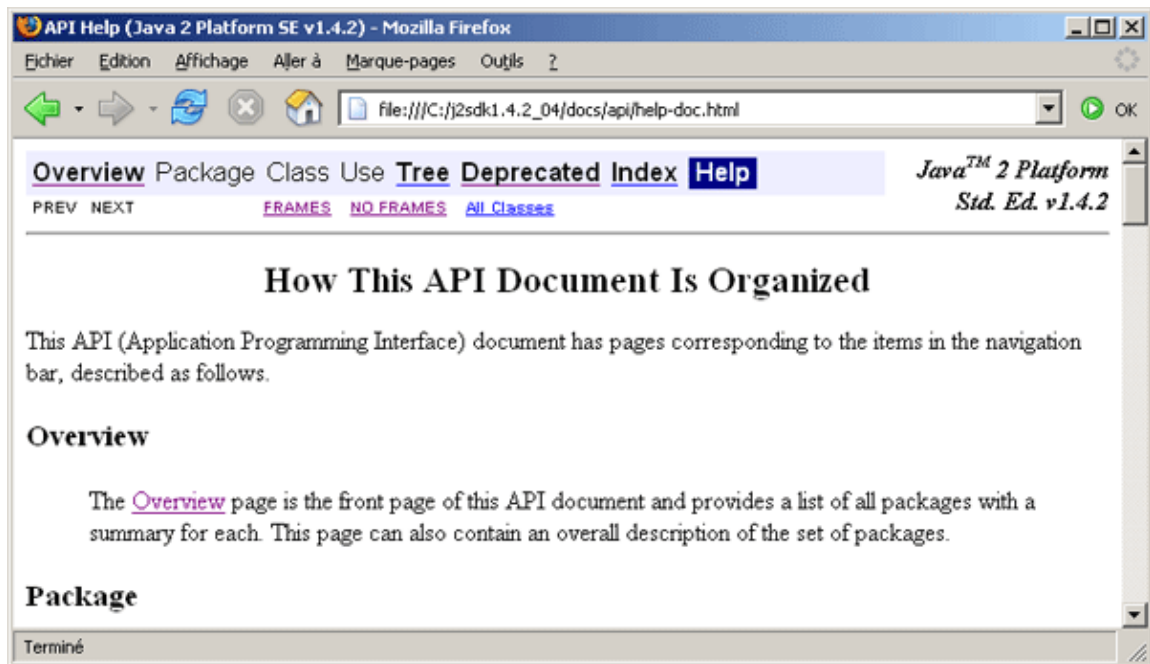 API Help (Java 2 Platform SE v1.4.2) - Mozilla Firefox
Fichier Edition Affichage Aller à Marque-pages Outils ?
file:///C:/j2sdk1.4.2_04/docs/api/help-doc.html OK
Overview Package Class Use Tree Deprecated Index Help
Java™ 2 Platform
Std. Ed. v1.4.2
PREV NEXT FRAMES NO FRAMES All Classes
How This API Document Is Organized
This API (Application Programming Interface) document has pages corresponding to the items in the navigation
bar, described as follows.
Overview
The Overview page is the front page of this API document and provides a list of all packages with a
summary for each. This page can also contain an overall description of the set of packages.
Package
Terminé